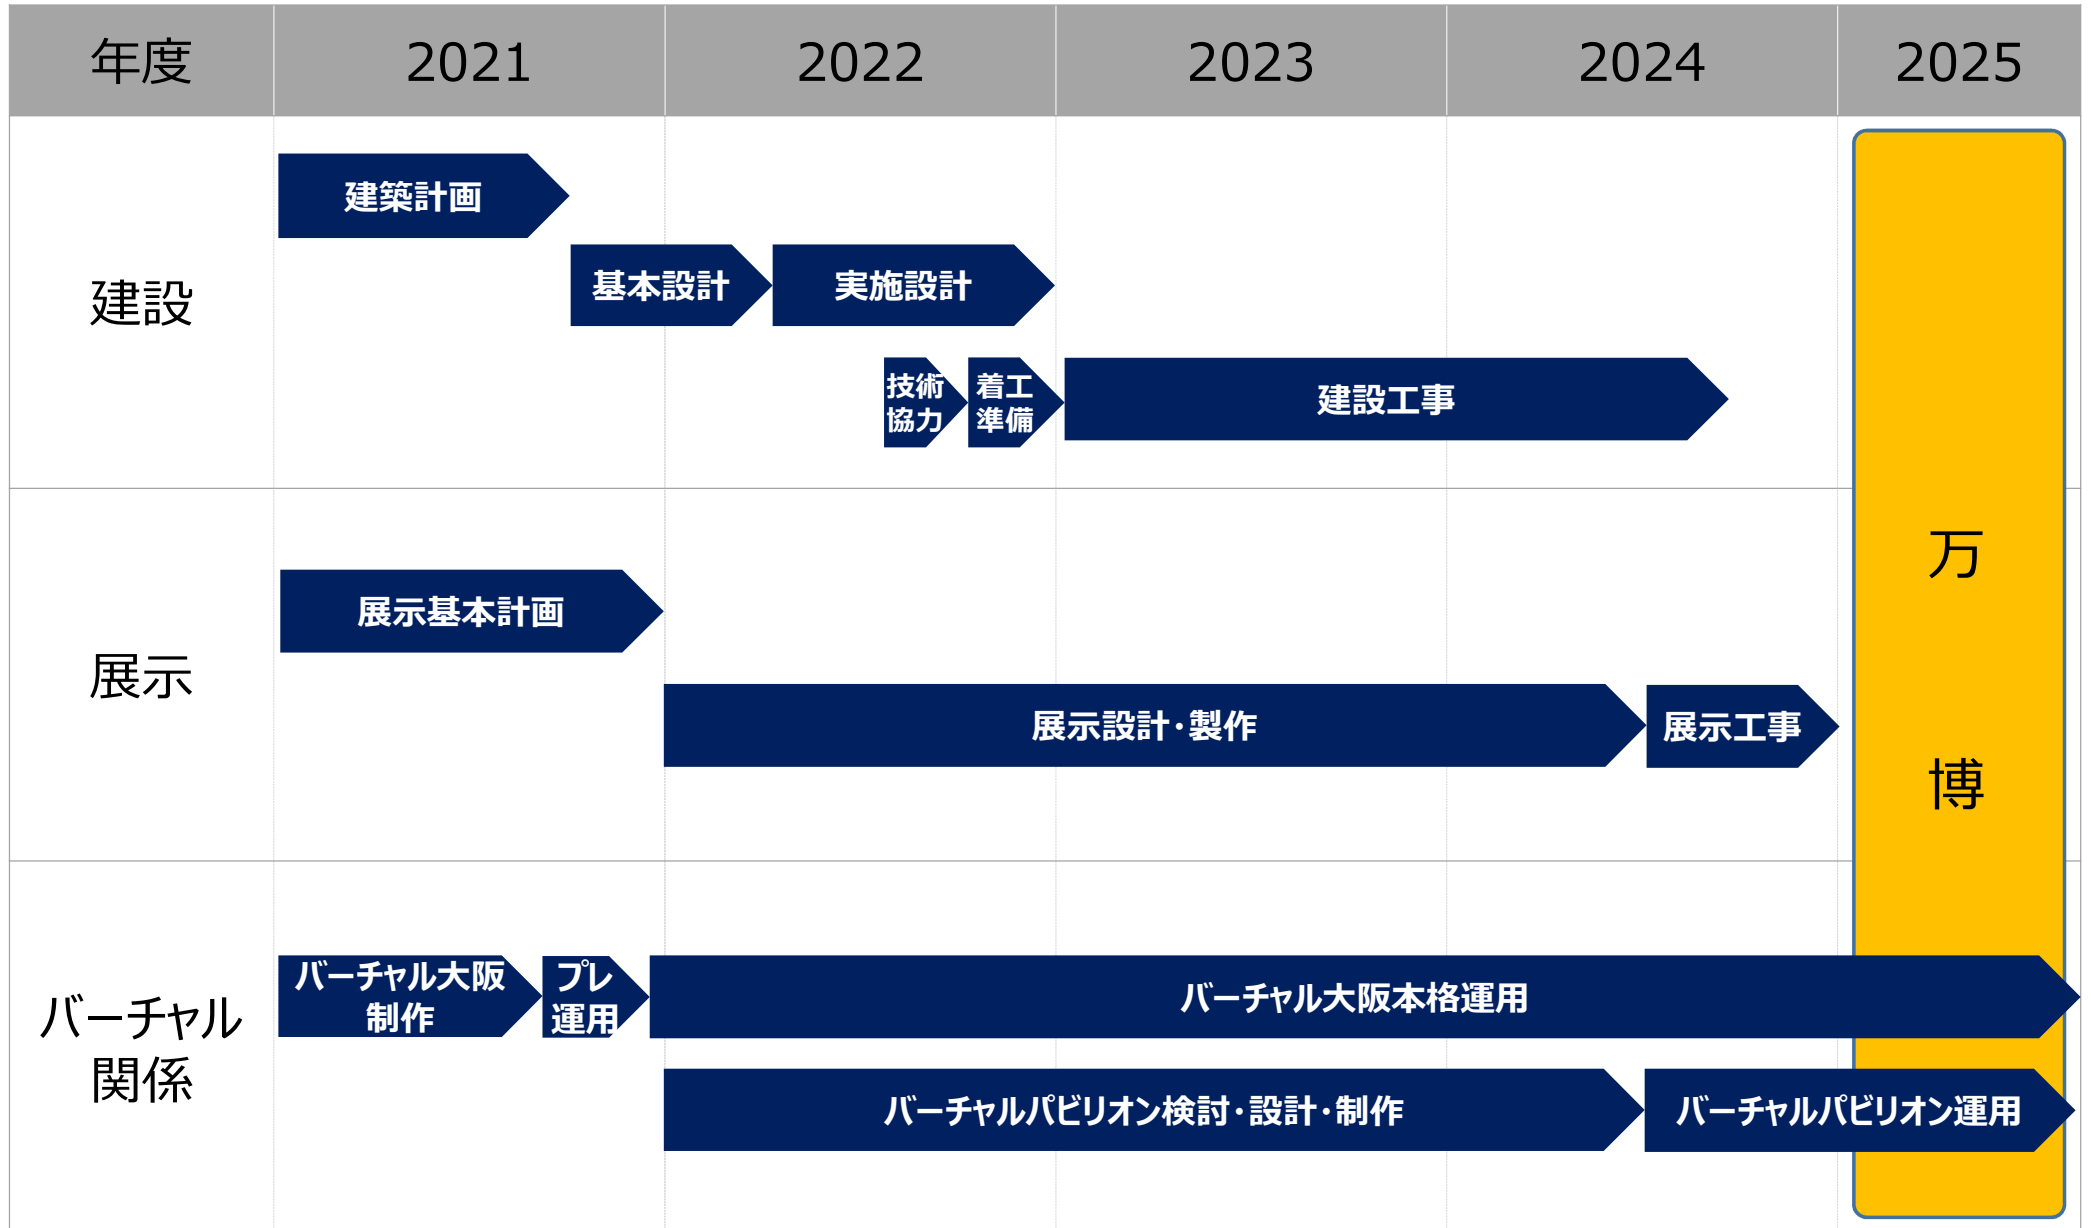 年度 2021 2022 2023 2024 2025
建設
建築計画
基本設計 実施設計
技術
協力
着工
準備
建設工事
展示
展示基本計画
展示設計・製作 展示工事
万
博
バーチャル
関係
バーチャル大阪
制作
プレ
運用
バーチャル大阪本格運用
バーチャルパビリオン検討・設計・制作 バーチャルパビリオン運用